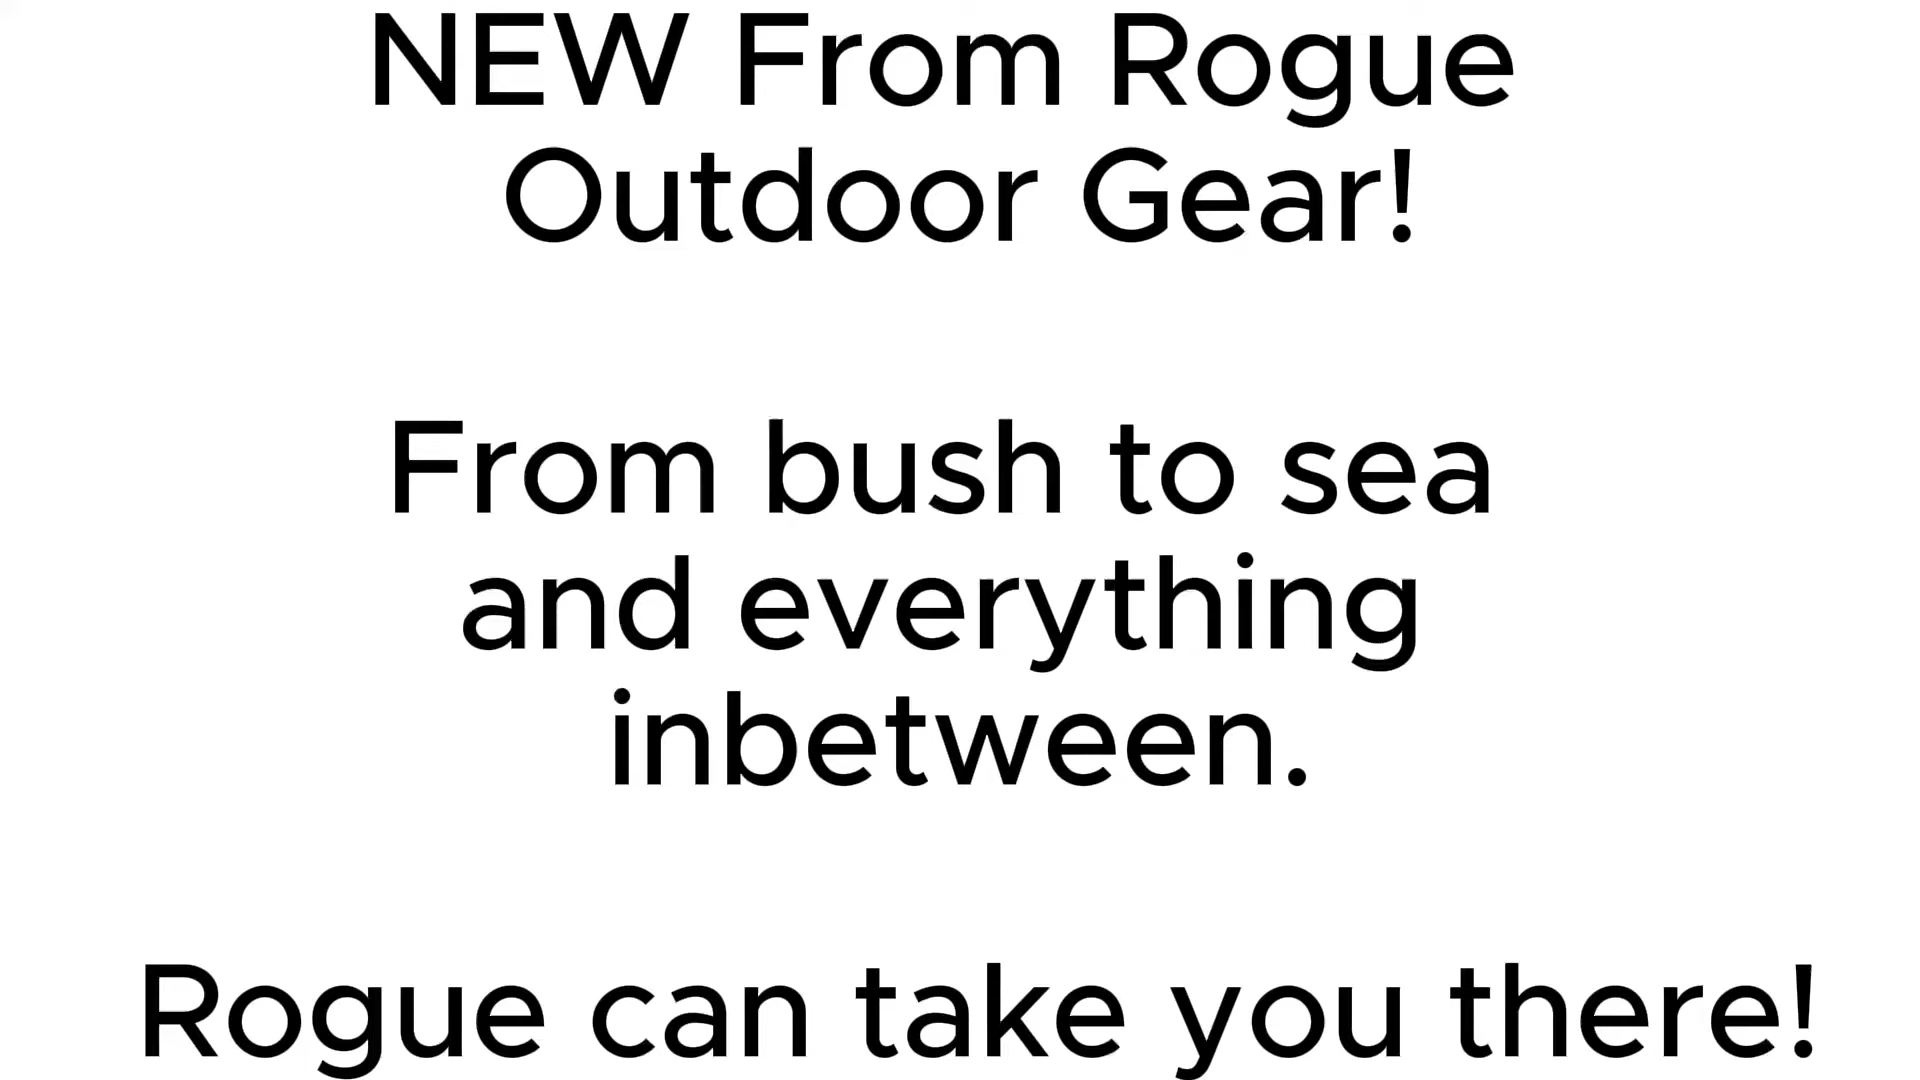 NEW From Rogue
Outdoor Gear!
From bush to sea
and everything
inbetween.
Rogue can take you there!